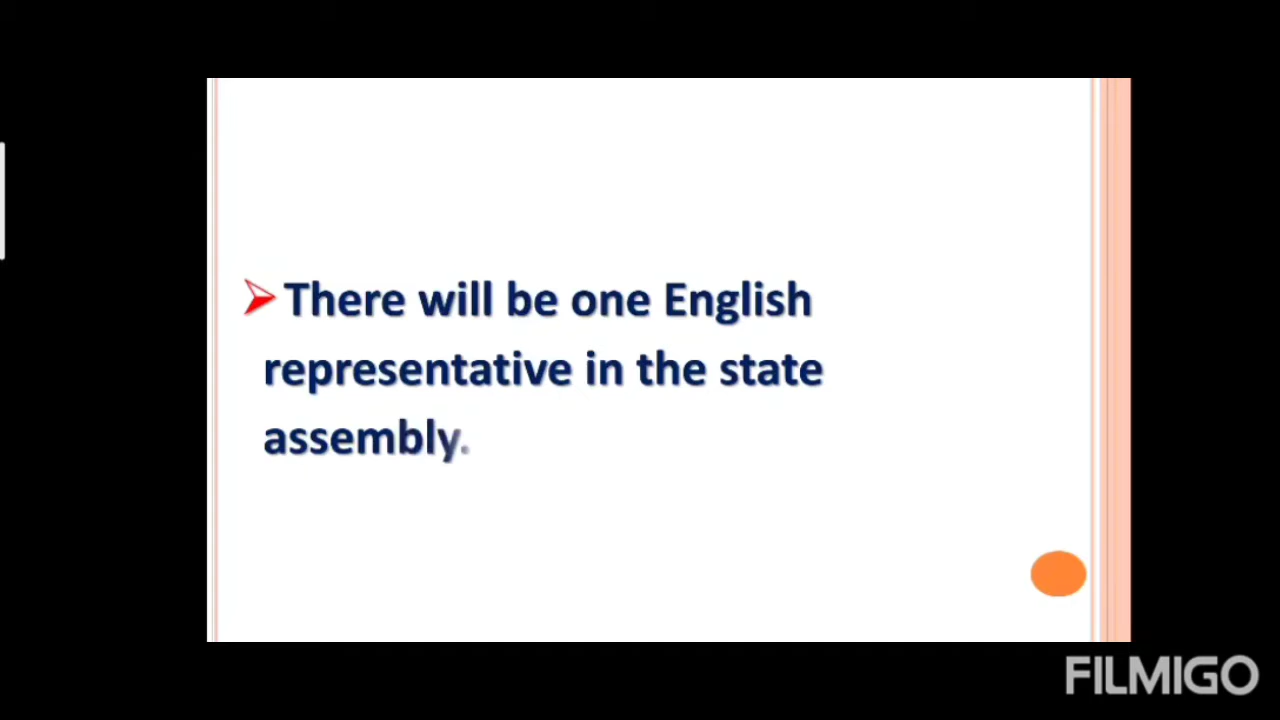 There will be one English
representative in the state
assembly.
FILMIGO